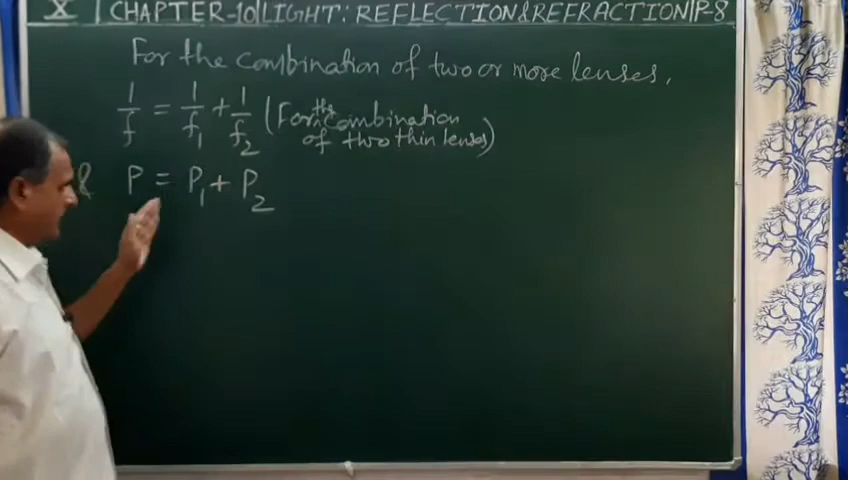 X | CHAPTER-10|LIGHT: REFLECTION&REFRACTION|P-8
For the combination of two or more lenses,
1/f = 1/f₁ + 1/f₂ (For the combination
of two thin lenses)
& P = P₁ + P₂